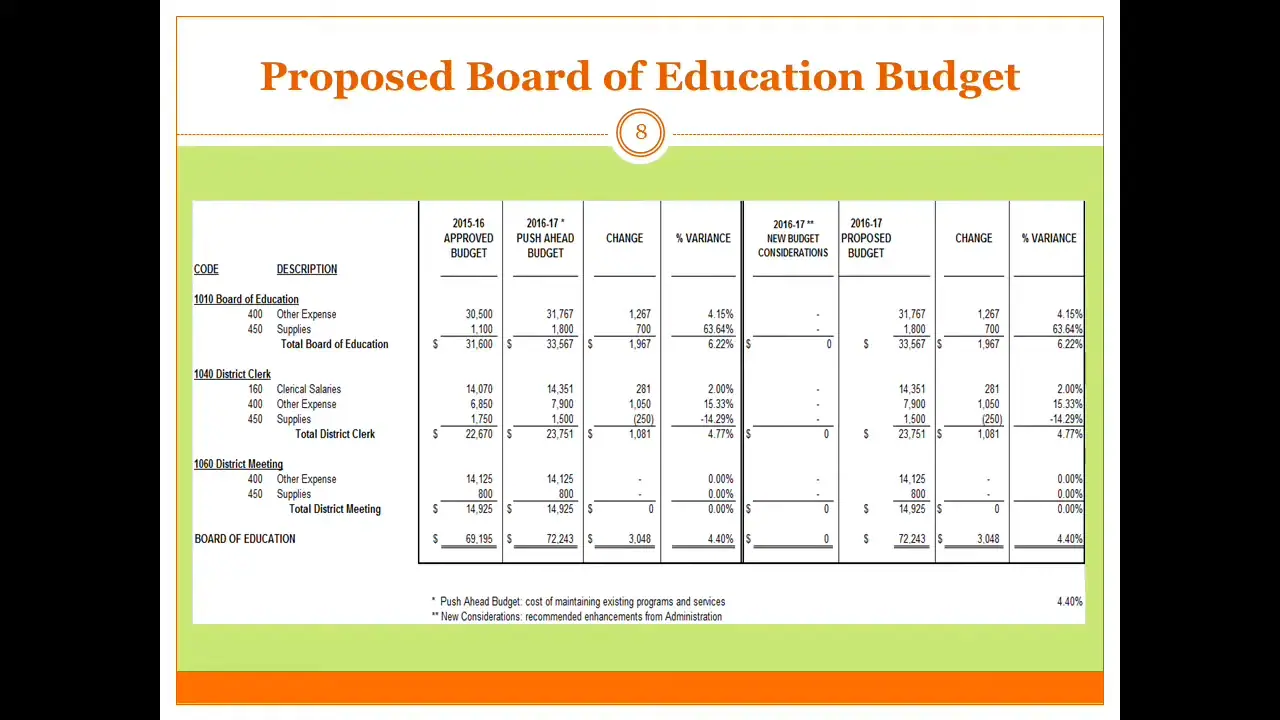 Proposed Board of Education Budget
8
CODE DESCRIPTION 2015-16 APPROVED BUDGET 2016-17 * PUSH AHEAD BUDGET CHANGE % VARIANCE 2016-17 ** NEW BUDGET CONSIDERATIONS 2016-17 PROPOSED BUDGET CHANGE % VARIANCE
1010 Board of Education
400 Other Expense 30,500 31,767 1,267 4.15% - 31,767 1,267 4.15%
450 Supplies 1,100 1,800 700 63.64% - 1,800 700 63.64%
Total Board of Education $ 31,600 $ 33,567 $ 1,967 6.22% $ 0 $ 33,567 $ 1,967 6.22%
1040 District Clerk
160 Clerical Salaries 14,070 14,351 281 2.00% - 14,351 281 2.00%
400 Other Expense 6,850 7,900 1,050 15.33% - 7,900 1,050 15.33%
450 Supplies 1,750 1,500 (250) -14.29% - 1,500 (250) -14.29%
Total District Clerk $ 22,670 $ 23,751 $ 1,081 4.77% $ 0 $ 23,751 $ 1,081 4.77%
1060 District Meeting
400 Other Expense 14,125 14,125 - 0.00% - 14,125 - 0.00%
450 Supplies 800 800 - 0.00% - 800 - 0.00%
Total District Meeting $ 14,925 $ 14,925 $ 0 0.00% $ 0 $ 14,925 $ 0 0.00%
BOARD OF EDUCATION $ 69,195 $ 72,243 $ 3,048 4.40% $ 0 $ 72,243 $ 3,048 4.40%
* Push Ahead Budget: cost of maintaining existing programs and services 4.40%
** New Considerations: recommended enhancements from Administration